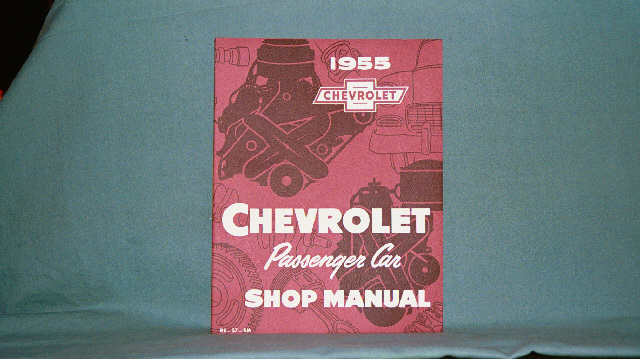 1955
CHEVROLET
CHEVROLET
Passenger Car
SHOP MANUAL